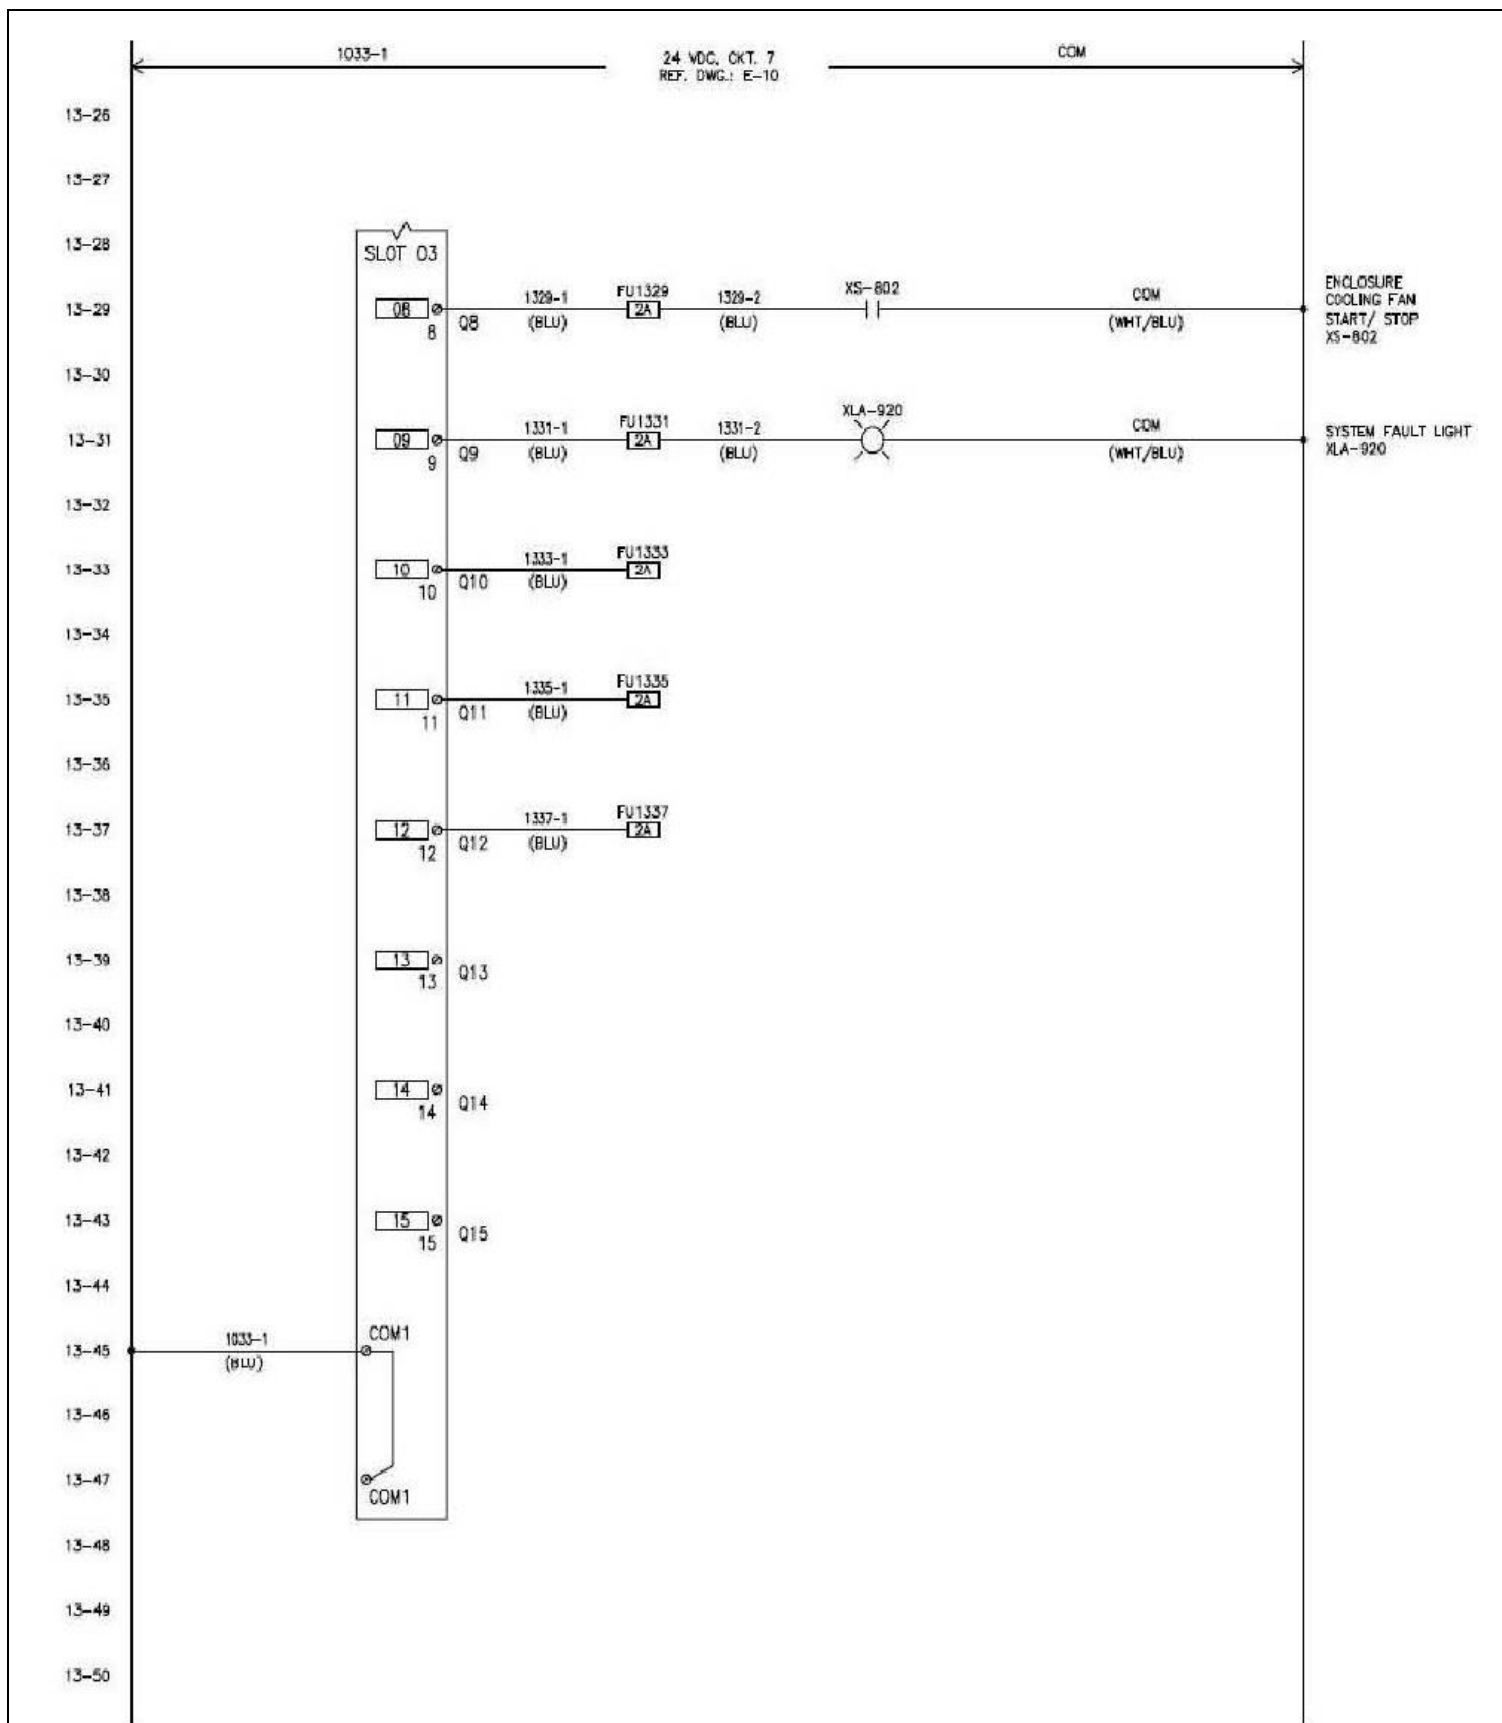 1033-1
24 VDC, CKT. 7
REF. DWG.: E-10
COM
13-26
13-27
13-28
SLOT 03
13-29
08
8
Q8
1329-1
(BLU)
FU1329
2A
1329-2
(BLU)
XS-802
COM
(WHT/BLU)
ENCLOSURE
COOLING FAN
START/ STOP
XS-802
13-30
13-31
09
9
Q9
1331-1
(BLU)
FU1331
2A
1331-2
(BLU)
XLA-920
COM
(WHT/BLU)
SYSTEM FAULT LIGHT
XLA-920
13-32
13-33
10
10
Q10
1333-1
(BLU)
FU1333
2A
13-34
13-35
11
11
Q11
1335-1
(BLU)
FU1335
2A
13-36
13-37
12
12
Q12
1337-1
(BLU)
FU1337
2A
13-38
13-39
13
13
Q13
13-40
13-41
14
14
Q14
13-42
13-43
15
15
Q15
13-44
13-45
1033-1
(BLU)
COM1
13-46
13-47
COM1
13-48
13-49
13-50